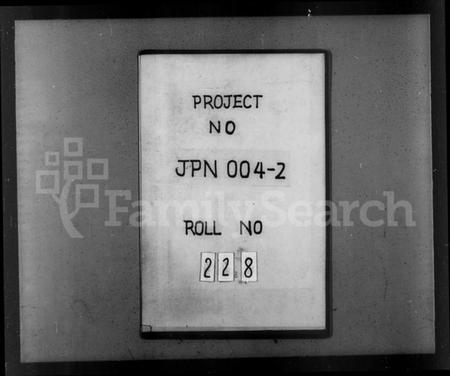 PROJECT
NO
JPN 004-2
FamilySearch
ROLL NO
228